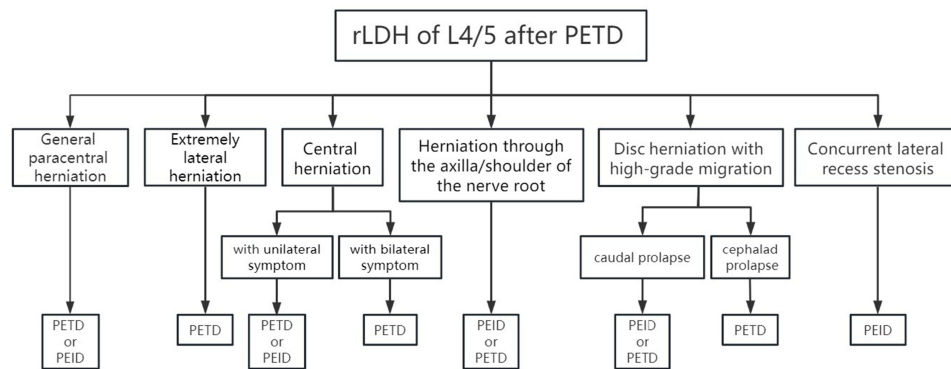 rLDH of L4/5 after PETD
General
paracentral
herniation
Extremely
lateral
herniation
Central
herniation
Herniation through
the axilla/shoulder of
the nerve root
Disc herniation with
high-grade migration
Concurrent lateral
recess stenosis
with unilateral
symptom
with bilateral
symptom
caudal prolapse
cephalad
prolapse
PETD
or
PEID
PETD
PETD
or
PEID
PETD
PEID
or
PETD
PEID
or
PETD
PETD
PEID